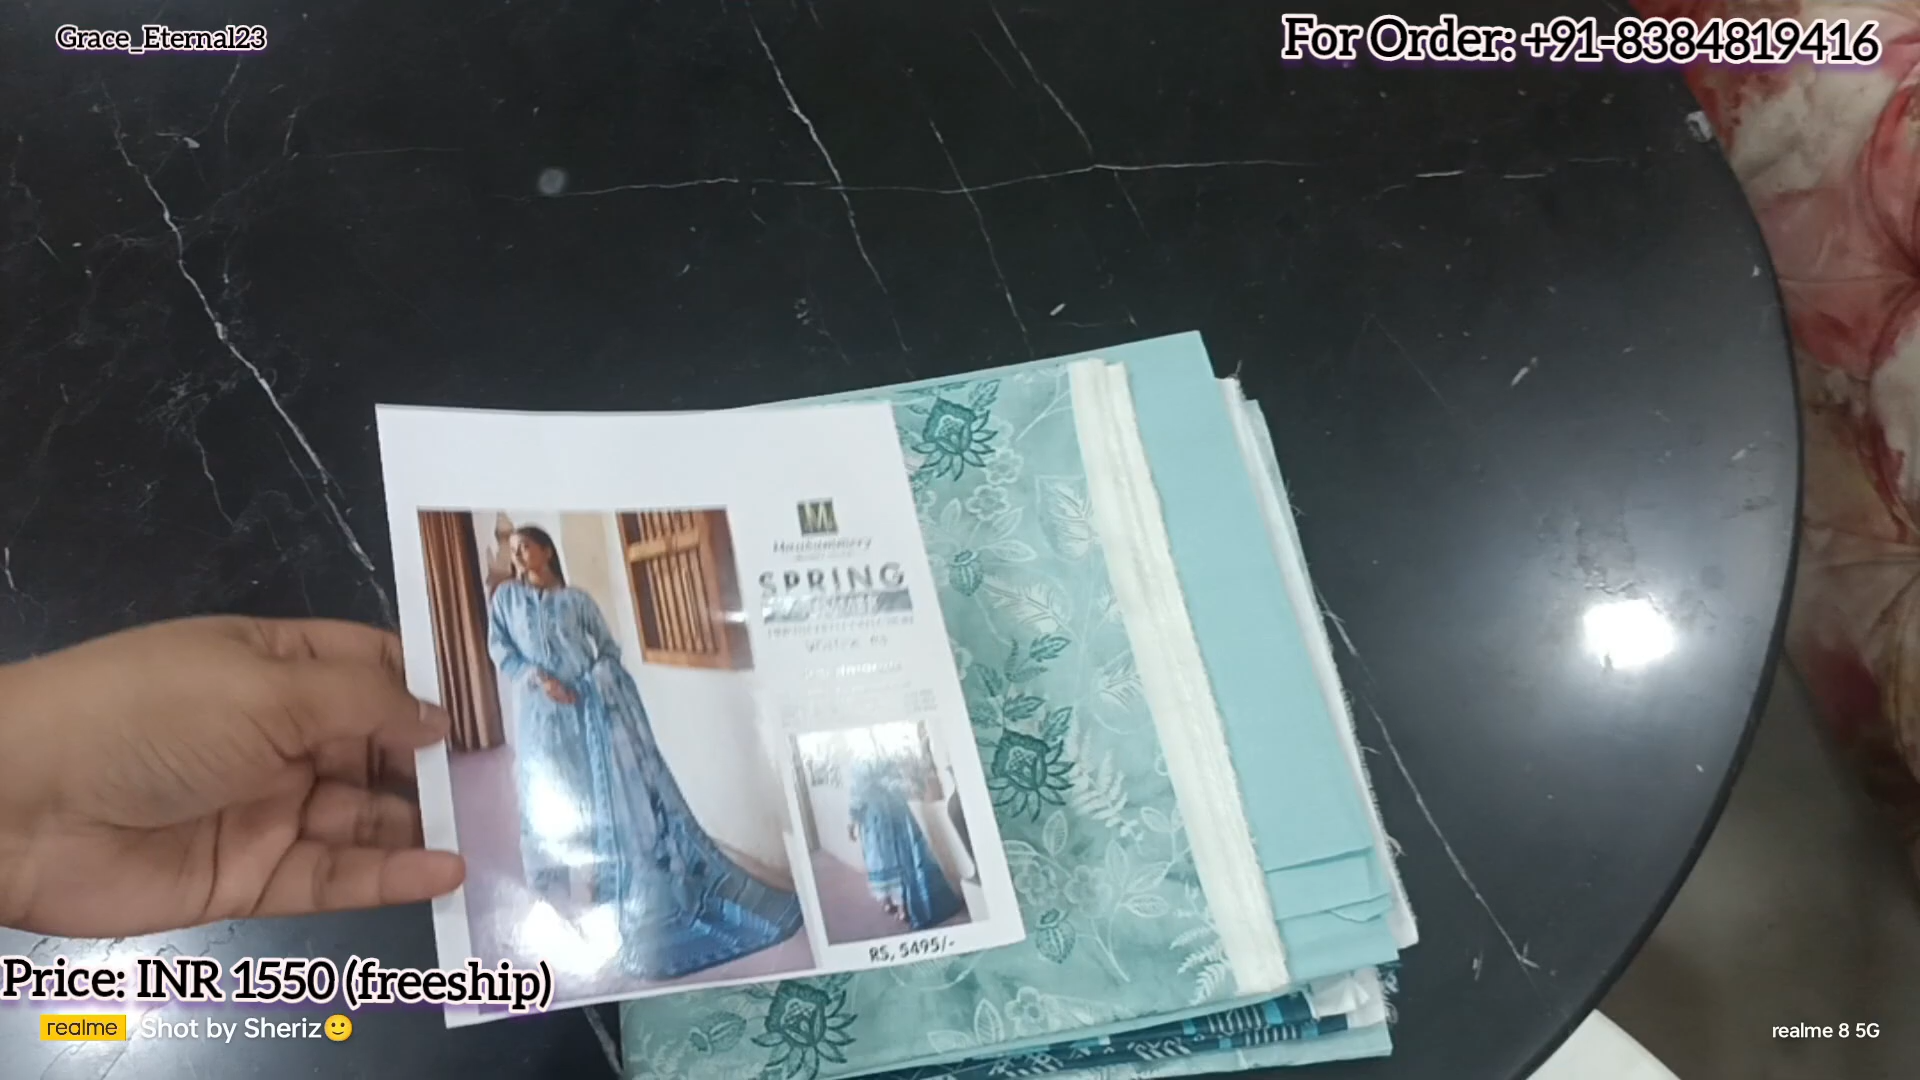 Grace_Eternal23
For Order: +91-8384819416
M
SPRING
RS, 5495/-
Price: INR 1550 (freeship)
realme Shot by Sheriz🙂
realme 8 5G